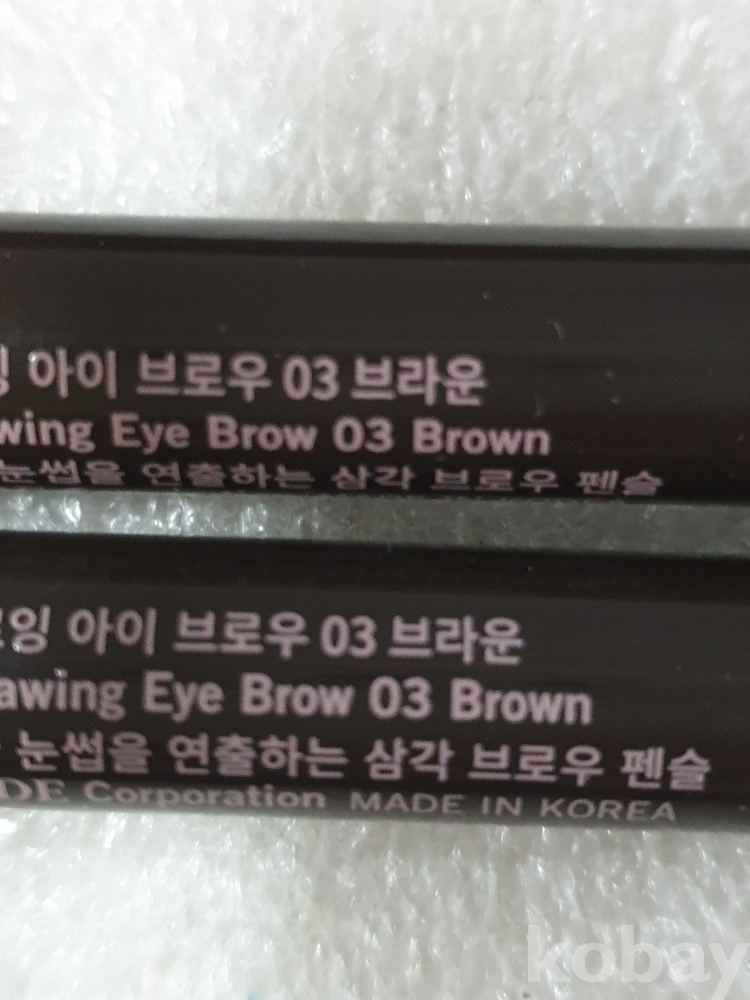 아이 브로우 03 브라운
wing Eye Brow 03 Brown
눈썹을 연출하는 삼각 브로우 펜슬
잉 아이 브로우 03 브라운
awing Eye Brow 03 Brown
눈썹을 연출하는 삼각 브로우 펜슬
DE Corporation MADE IN KOREA
kobay